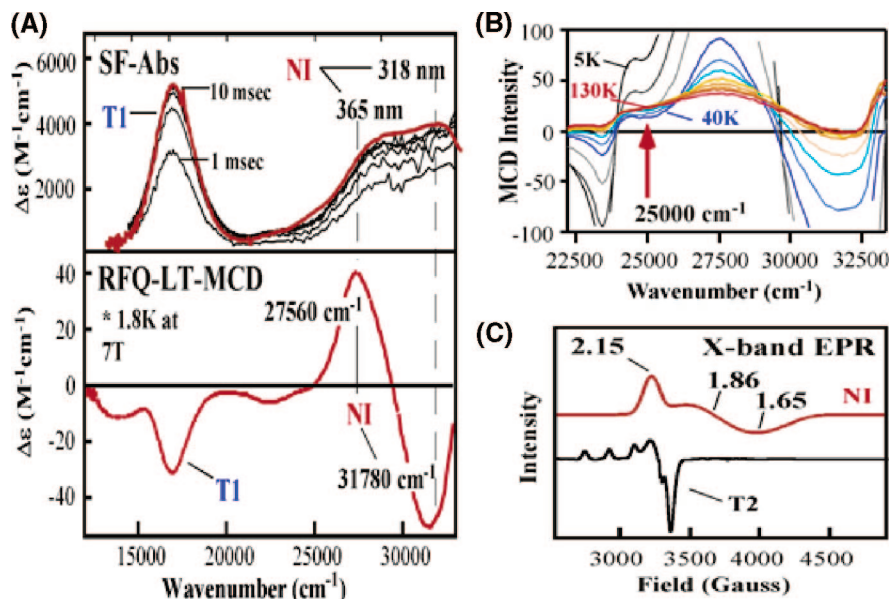 (A)
SF-Abs
NI
318 nm
365 nm
10 msec
T1
1 msec
6000
4000
2000
Δε (M⁻¹cm⁻¹)
RFQ-LT-MCD
* 1.8K at
7T
27560 cm⁻¹
NI
31780 cm⁻¹
T1
40
20
0
-20
-40
Δε (M⁻¹cm⁻¹)
15000 20000 25000 30000
Wavenumber (cm⁻¹)
(B)
5K
130K
40K
25000 cm⁻¹
100
50
0
-50
-100
MCD Intensity
22500 25000 27500 30000 32500
Wavenumber (cm⁻¹)
(C)
X-band EPR
2.15
1.86
1.65
NI
T2
Intensity
3000 3500 4000 4500
Field (Gauss)